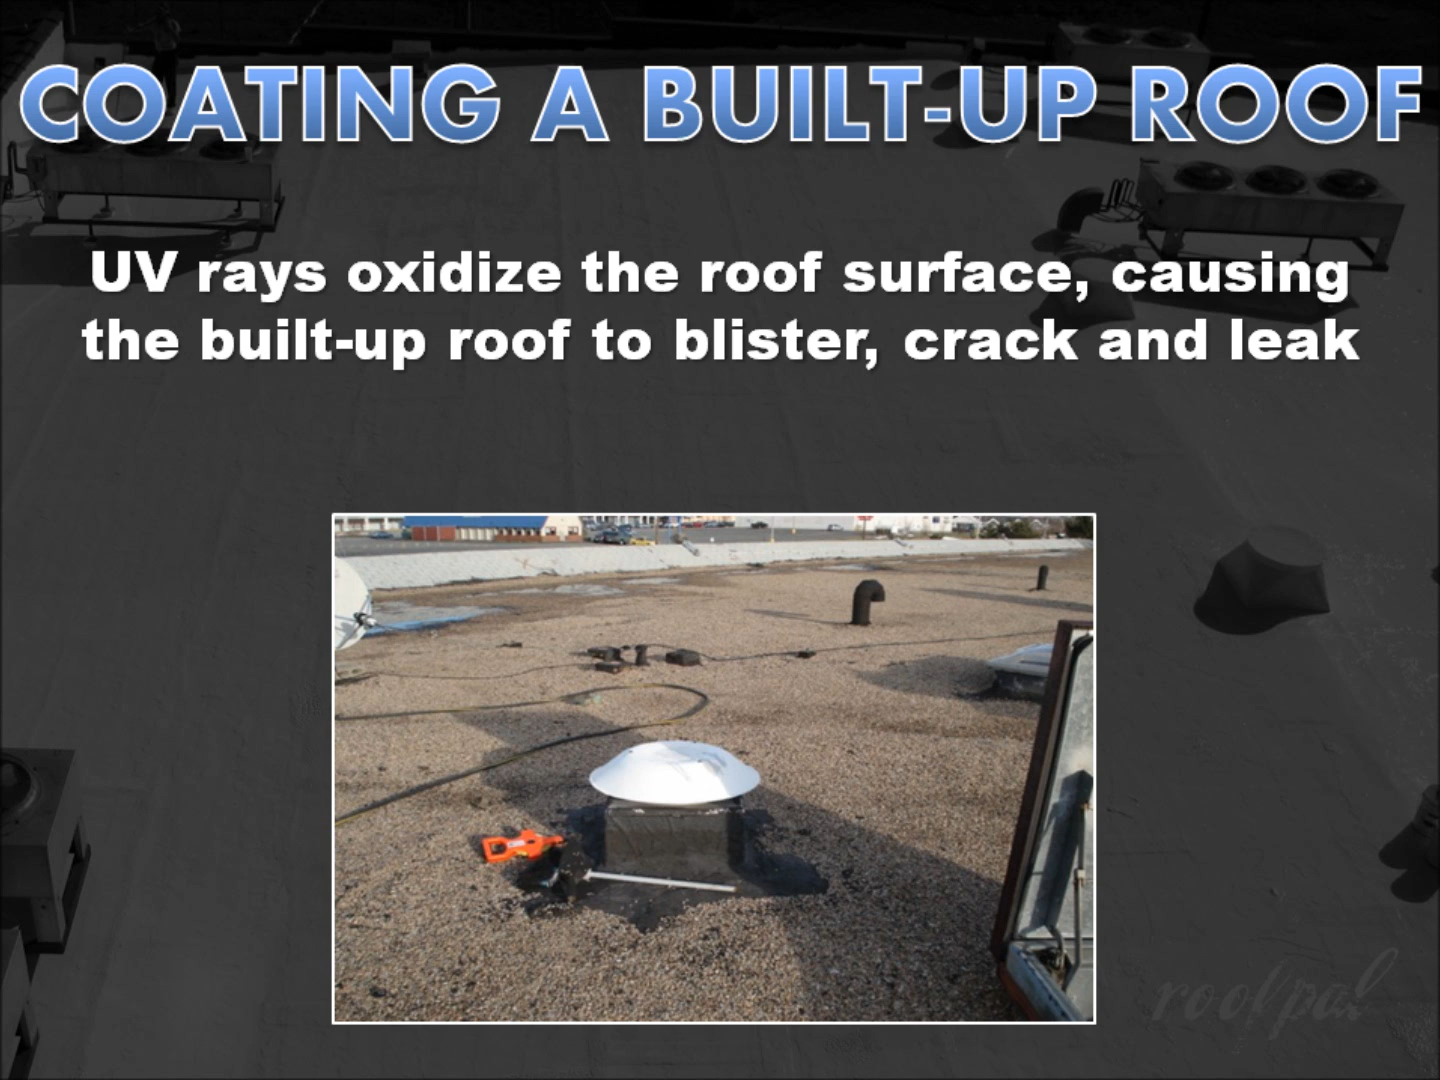 COATING A BUILT-UP ROOF
UV rays oxidize the roof surface, causing
the built-up roof to blister, crack and leak
roofpal